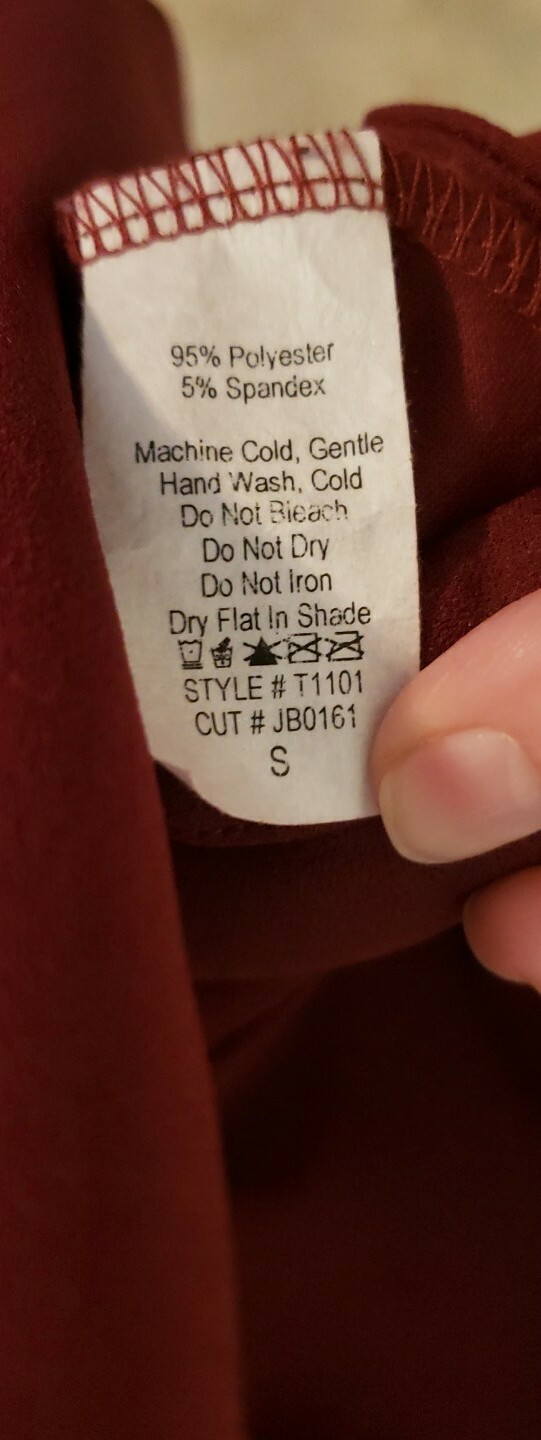 95% Polyester
5% Spandex
Machine Cold, Gentle
Hand Wash, Cold
Do Not Bleach
Do Not Dry
Do Not Iron
Dry Flat In Shade
STYLE # T1101
CUT # JB0161
S